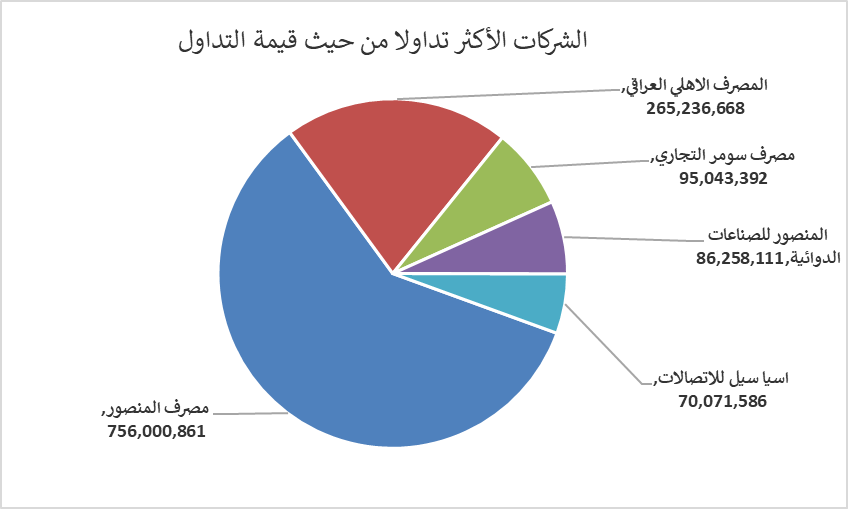 الشركات الأكثر تداولا من حيث قيمة التداول
المصرف الاهلي العراقي,
265,236,668
مصرف سومر التجاري,
95,043,392
المنصور للصناعات
الدوائية, 86,258,111
اسيا سيل للاتصالات,
70,071,586
مصرف المنصور,
756,000,861